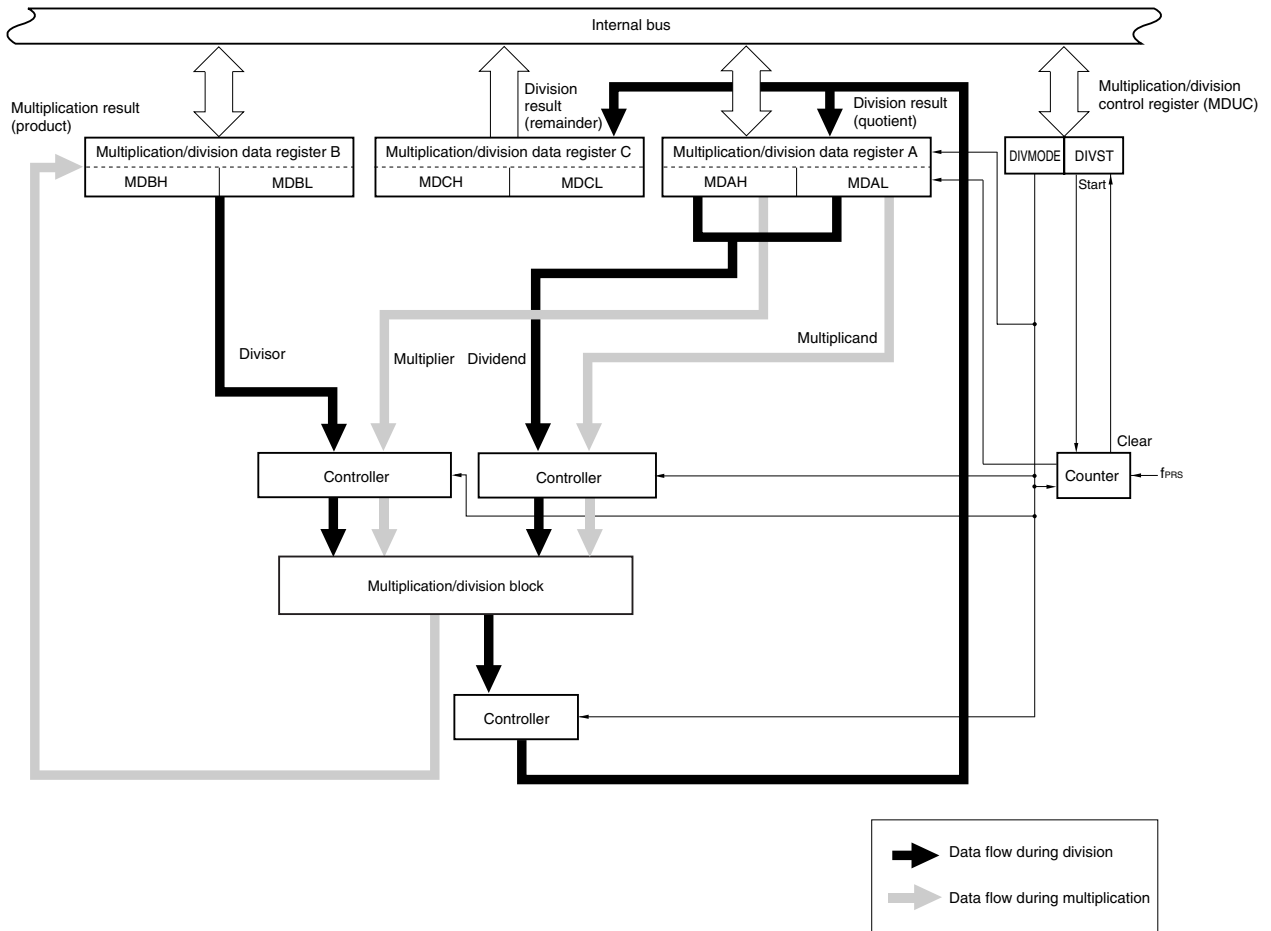 Internal bus
Multiplication result
(product)
Division
result
(remainder)
Division result
(quotient)
Multiplication/division
control register (MDUC)
Multiplication/division data register B
MDBH
MDBL
Multiplication/division data register C
MDCH
MDCL
Multiplication/division data register A
MDAH
MDAL
DIVMODE
DIVST
Start
Divisor
Multiplier
Dividend
Multiplicand
Clear
Controller
Controller
Counter
fPRS
Multiplication/division block
Controller
Data flow during division
Data flow during multiplication